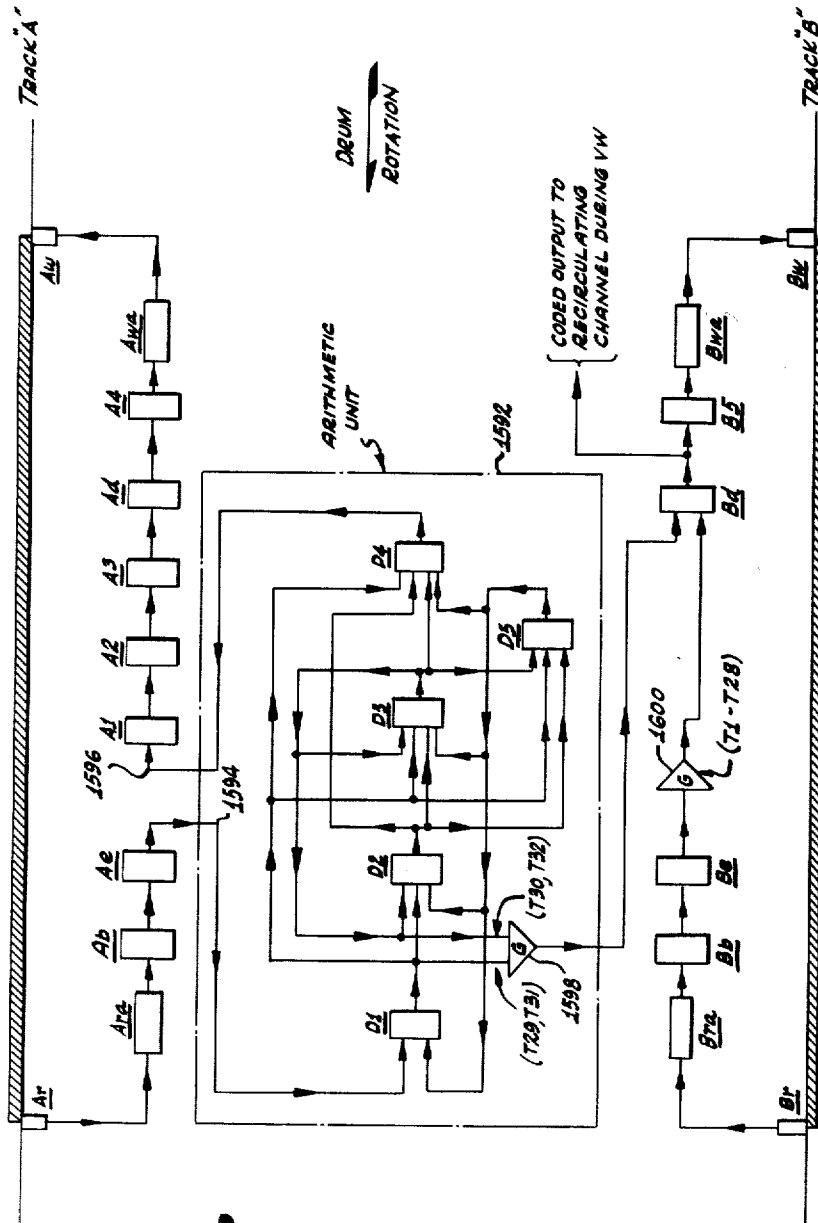 TRACK "A"
Aw
Ar
Awa
A4
Ad
A3
A2
A1
1596
Ae
Ab
Ara
1594
DRUM
ROTATION
ARITHMETIC
UNIT
1592
D4
D5
D3
D2
D1
(T30, T32)
G
1598
(T29, T31)
CODED OUTPUT TO
RECIRCULATING
CHANNEL DURING VW
Bwa
B5
Bd
1600
G
(T1-T28)
Be
Bb
Bra
Bw
Br
TRACK "B"